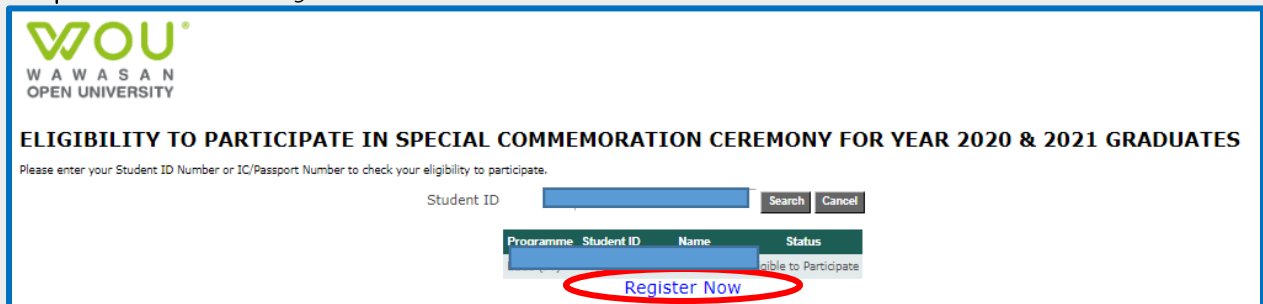 WOU
WAWASAN
OPEN UNIVERSITY
ELIGIBILITY TO PARTICIPATE IN SPECIAL COMMEMORATION CEREMONY FOR YEAR 2020 & 2021 GRADUATES
Please enter your Student ID Number or IC/Passport Number to check your eligibility to participate.
Student ID Search Cancel
Programme Student ID Name Status
to Participate
Register Now